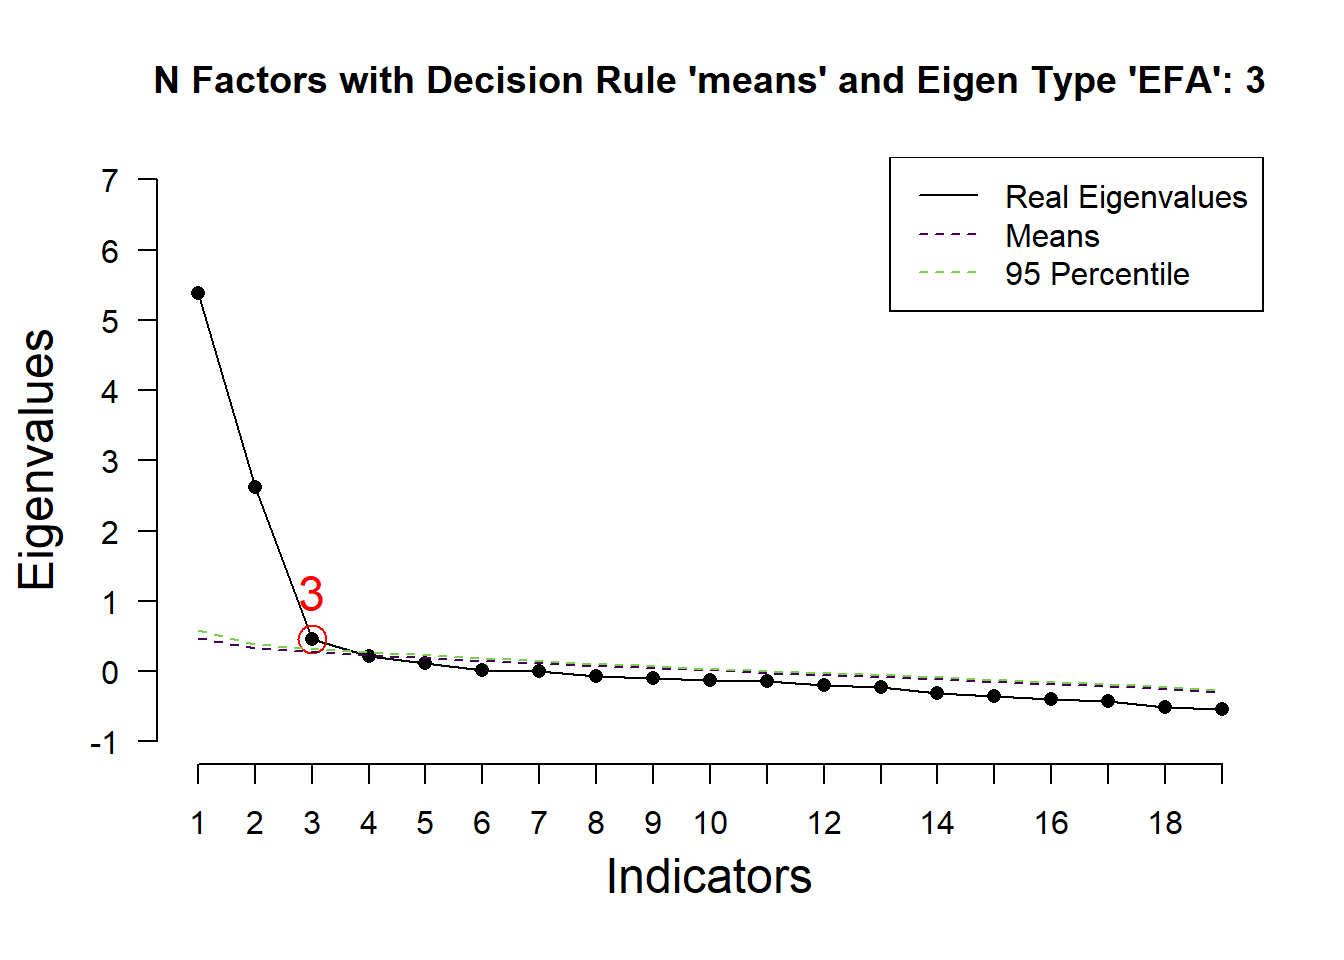 N Factors with Decision Rule 'means' and Eigen Type 'EFA': 3
Real Eigenvalues
Means
95 Percentile
Eigenvalues
7
6
5
4
3
2
1
0
-1
3
1 2 3 4 5 6 7 8 9 10 12 14 16 18
Indicators